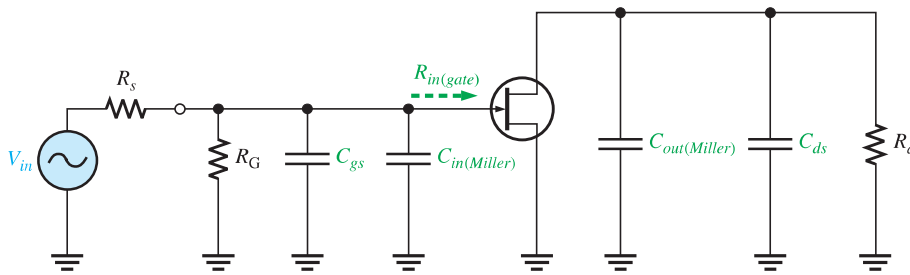 R_s
V_in
R_G
C_gs
R_in(gate)
C_in(Miller)
C_out(Miller)
C_ds